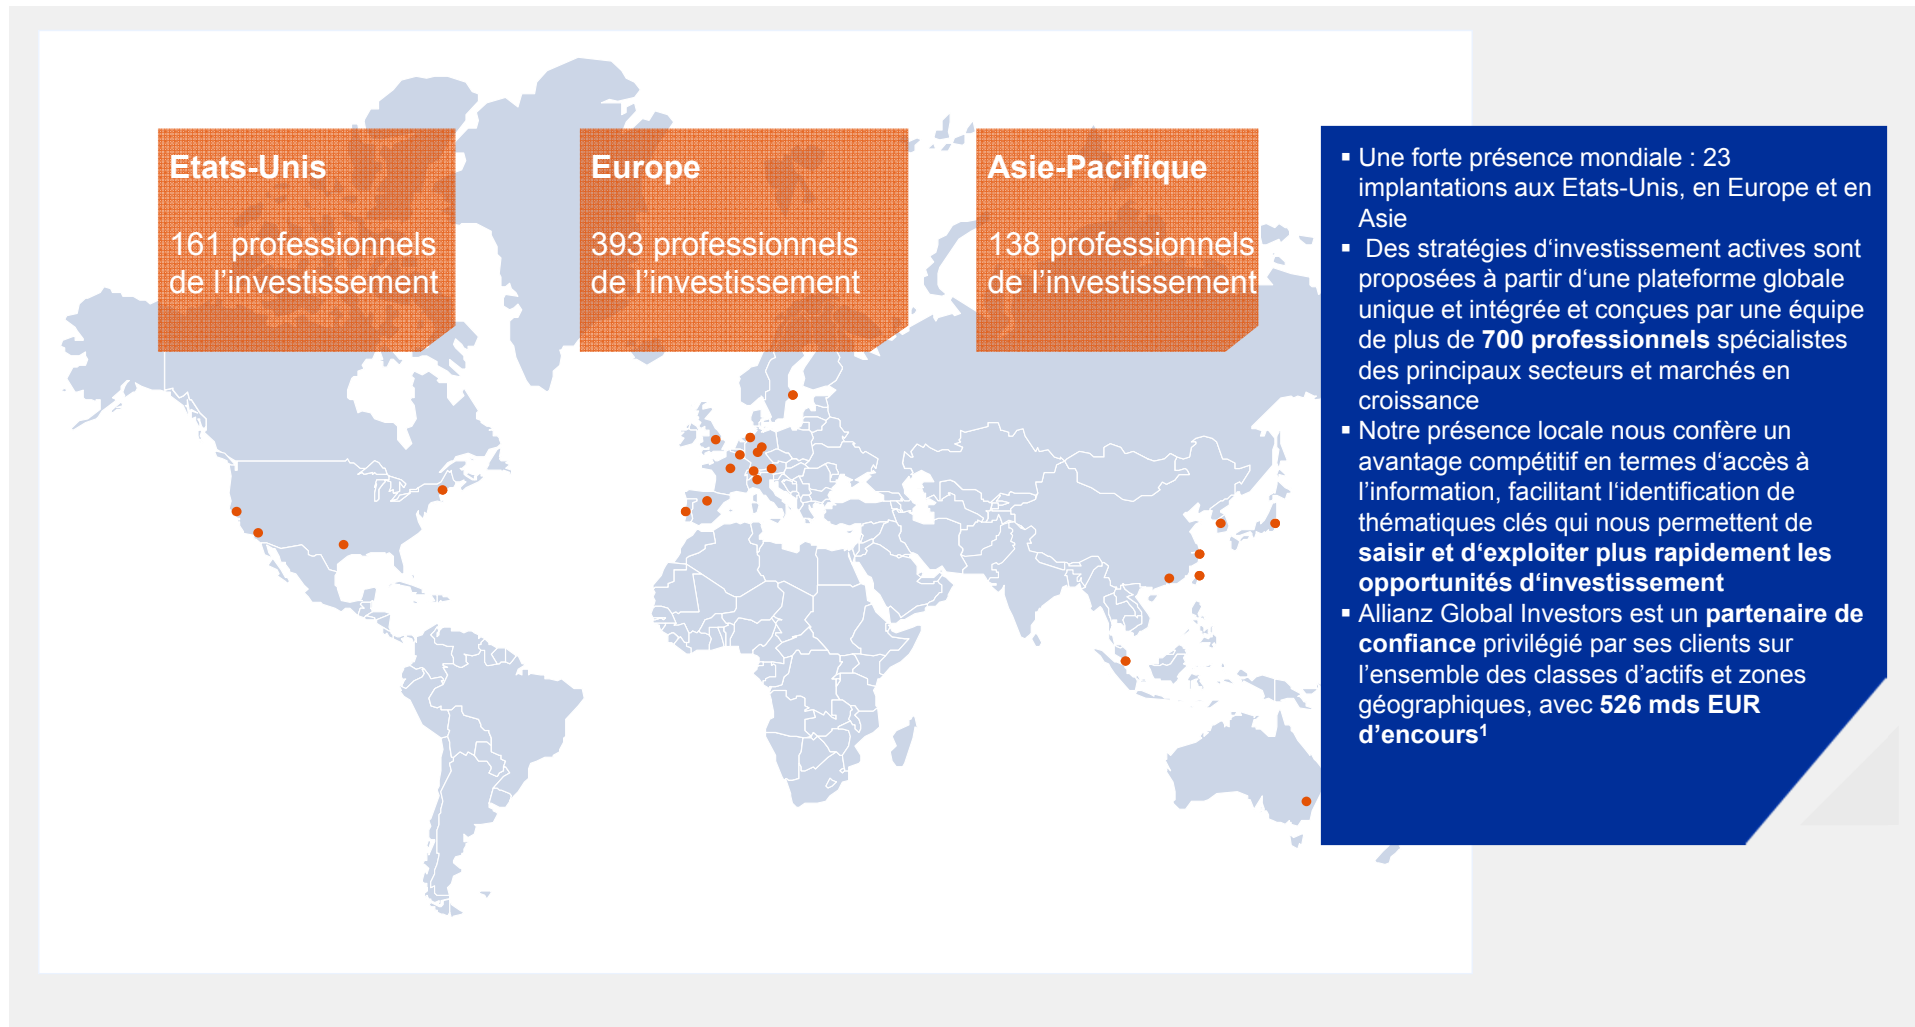 Etats-Unis
161 professionnels
de l’investissement
Europe
393 professionnels
de l’investissement
Asie-Pacifique
138 professionnels
de l’investissement
▪ Une forte présence mondiale : 23
implantations aux Etats-Unis, en Europe et en
Asie
▪ Des stratégies d‘investissement actives sont
proposées à partir d‘une plateforme globale
unique et intégrée et conçues par une équipe
de plus de 700 professionnels spécialistes
des principaux secteurs et marchés en
croissance
▪ Notre présence locale nous confère un
avantage compétitif en termes d‘accès à
l‘information, facilitant l‘identification de
thématiques clés qui nous permettent de
saisir et d‘exploiter plus rapidement les
opportunités d‘investissement
▪ Allianz Global Investors est un partenaire de
confiance privilégié par ses clients sur
l’ensemble des classes d’actifs et zones
géographiques, avec 526 mds EUR
d’encours¹